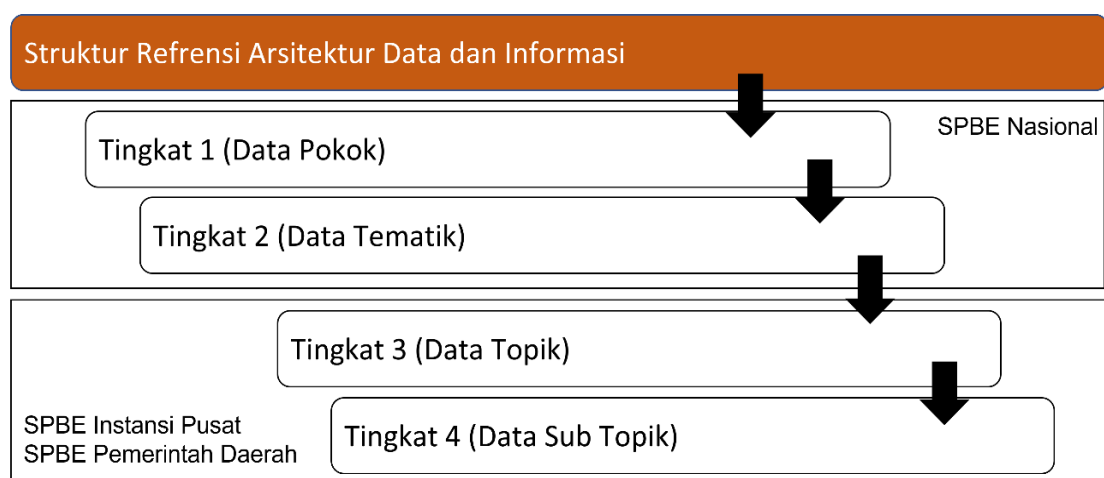 Struktur Refrensi Arsitektur Data dan Informasi
SPBE Nasional
Tingkat 1 (Data Pokok)
Tingkat 2 (Data Tematik)
Tingkat 3 (Data Topik)
SPBE Instansi Pusat
SPBE Pemerintah Daerah
Tingkat 4 (Data Sub Topik)